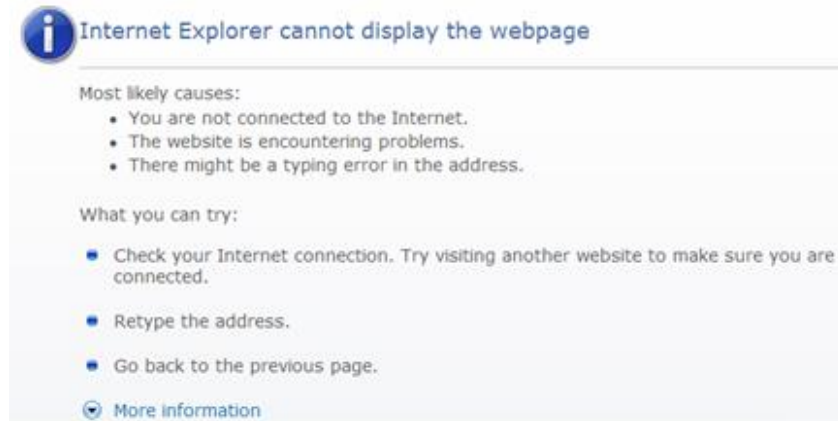 Internet Explorer cannot display the webpage
Most likely causes:
• You are not connected to the Internet.
• The website is encountering problems.
• There might be a typing error in the address.
What you can try:
Check your Internet connection. Try visiting another website to make sure you are
connected.
Retype the address.
Go back to the previous page.
More information